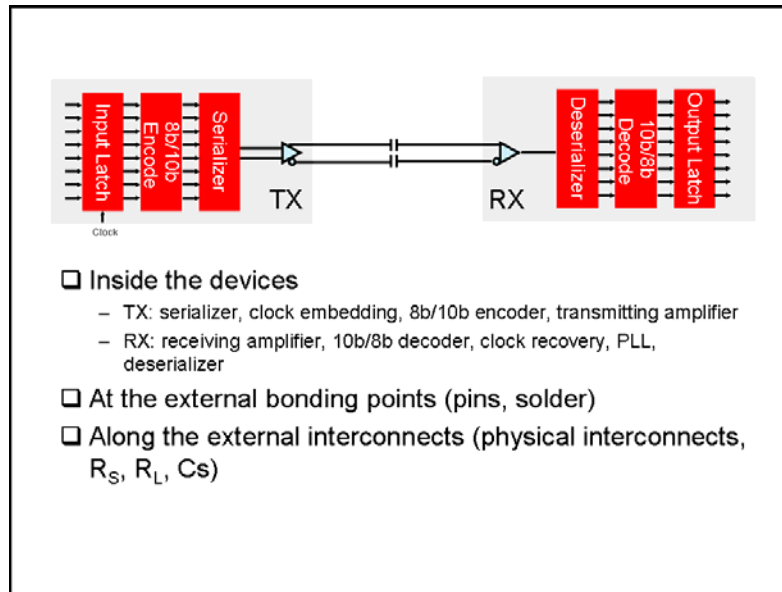 Input Latch
8b/10b
Encode
Serializer
TX
Clock
RX
Deserializer
10b/8b
Decode
Output Latch
❑ Inside the devices
– TX: serializer, clock embedding, 8b/10b encoder, transmitting amplifier
– RX: receiving amplifier, 10b/8b decoder, clock recovery, PLL,
deserializer
❑ At the external bonding points (pins, solder)
❑ Along the external interconnects (physical interconnects,
R_S, R_L, Cs)